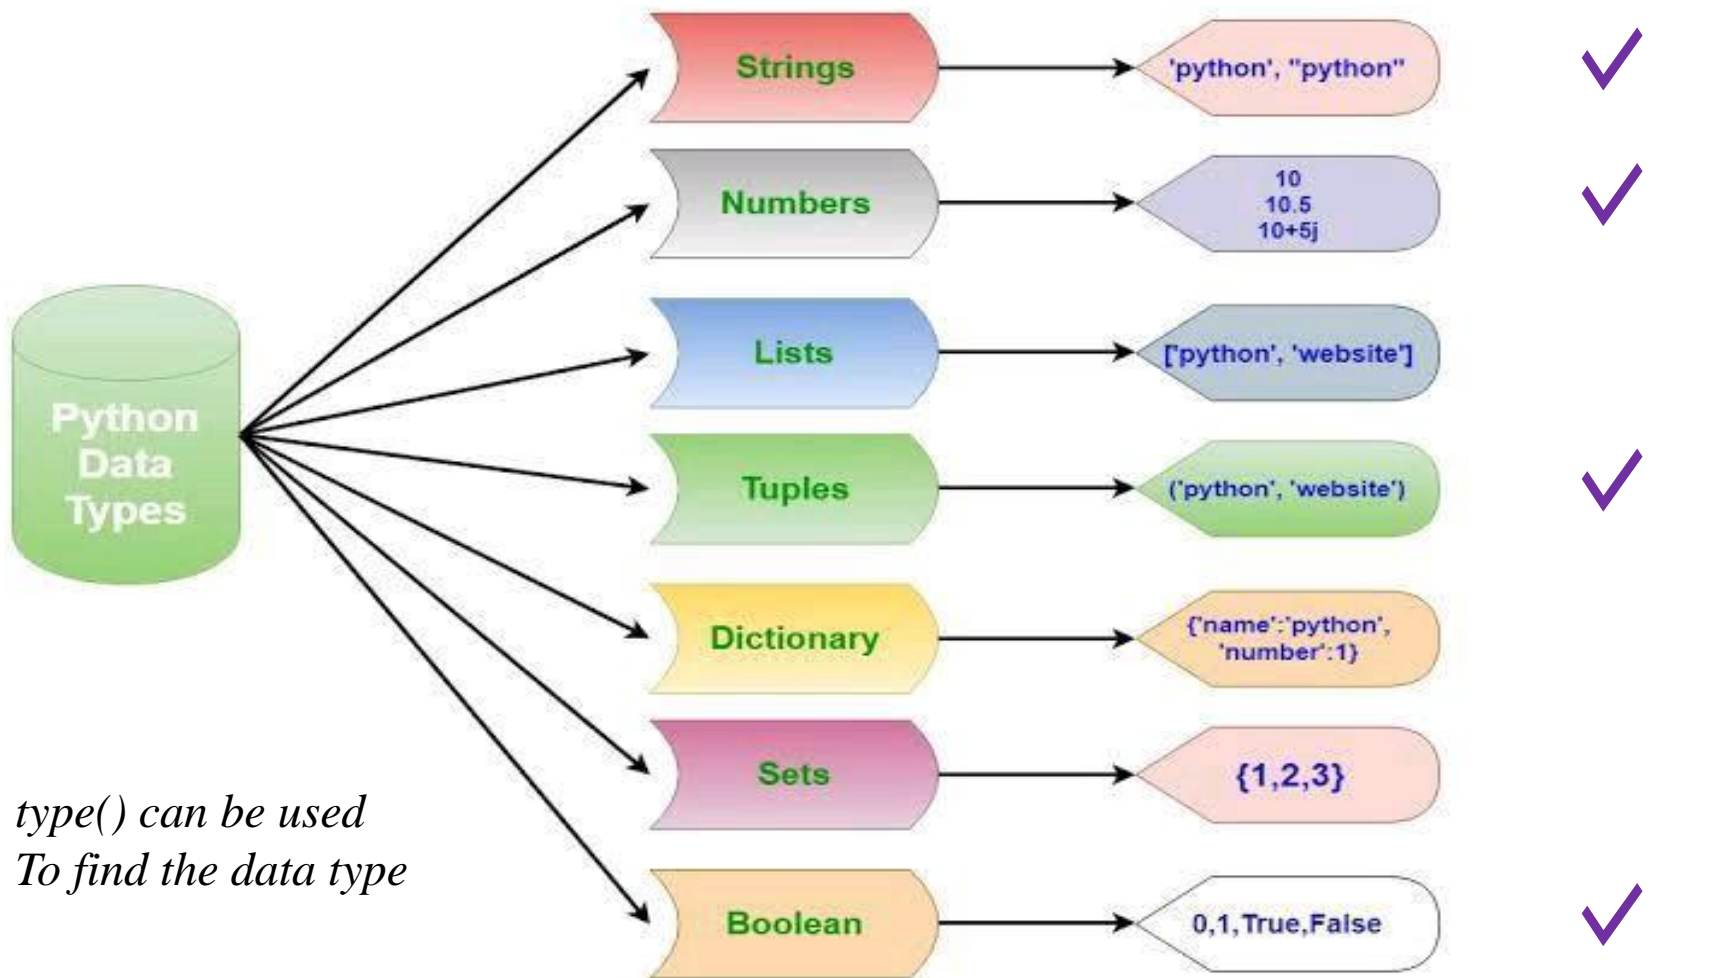 Strings
'python', "python"
Numbers
10
10.5
10+5j
Lists
['python', 'website']
Python
Data
Types
Tuples
('python', 'website')
Dictionary
{'name':'python',
'number':1}
Sets
{1,2,3}
type() can be used
To find the data type
Boolean
0,1,True,False